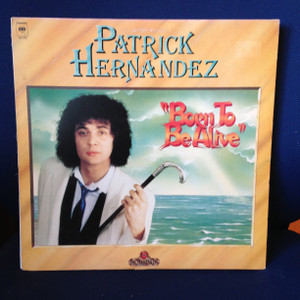 PATRICK
HERNANDEZ
"Born To
Be Alive"